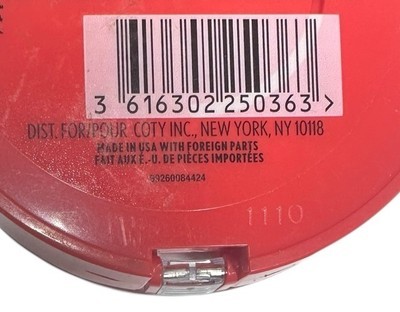 3 616302 250363 >
DIST. FOR/POUR COTY INC., NEW YORK, NY 10118
MADE IN USA WITH FOREIGN PARTS
FAIT AUX É.-U. DE PIÈCES IMPORTÉES
99260084424
1110